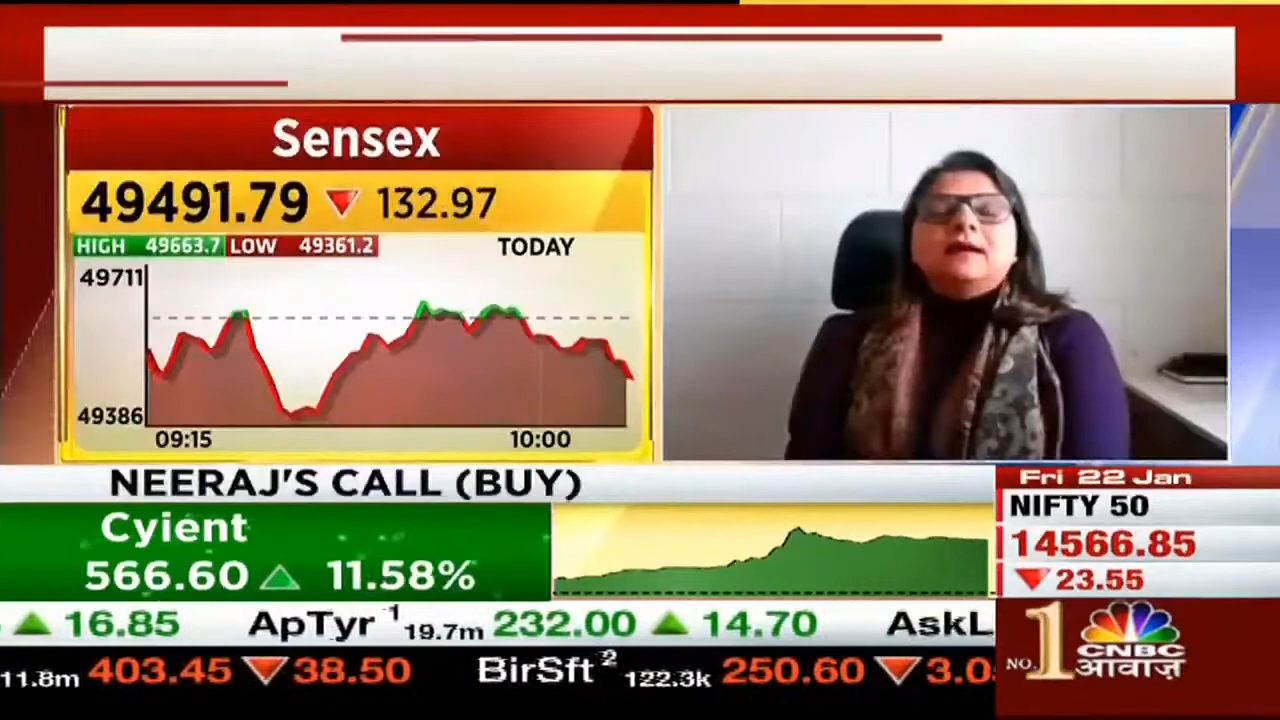 Sensex
49491.79 ▼ 132.97
HIGH 49663.7 LOW 49361.2 TODAY
49711
49386
09:15 10:00
NEERAJ'S CALL (BUY)
Cyient
566.60 ▲ 11.58%
Fri 22 Jan
NIFTY 50
14566.85
▼ 23.55
▲ 16.85 ApTyr 1 19.7m 232.00 ▲ 14.70 AskL
11.8m 403.45 ▼ 38.50 BirSft 2 122.3k 250.60 ▼ 3.0
NO. 1 CNBC
आवाज़